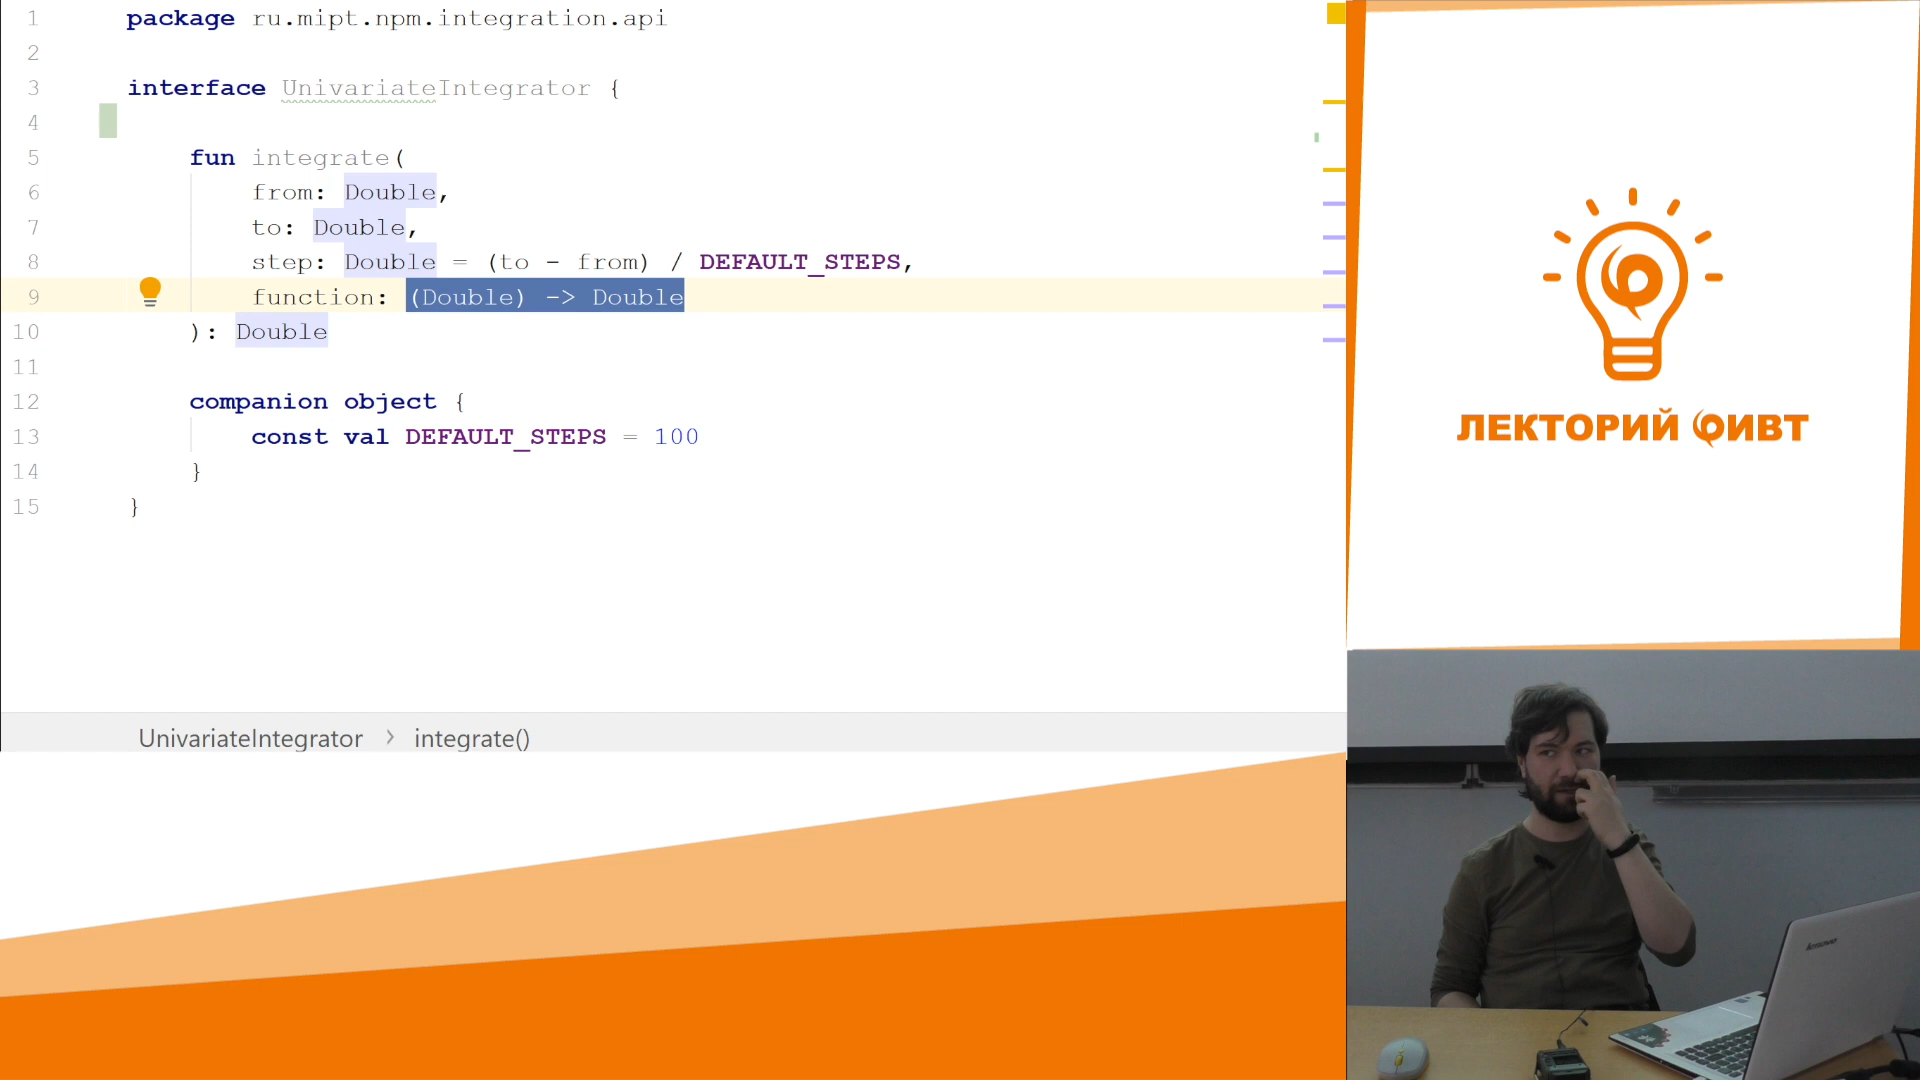 1 package ru.mipt.npm.integration.api
2
3 interface UnivariateIntegrator {
4
5 fun integrate(
6 from: Double,
7 to: Double,
8 step: Double = (to - from) / DEFAULT_STEPS,
9 function: (Double) -> Double
10 ): Double
11
12 companion object {
13 const val DEFAULT_STEPS = 100
14 }
15 }
UnivariateIntegrator > integrate()
ЛЕКТОРИЙ ФИВТ
lenovo